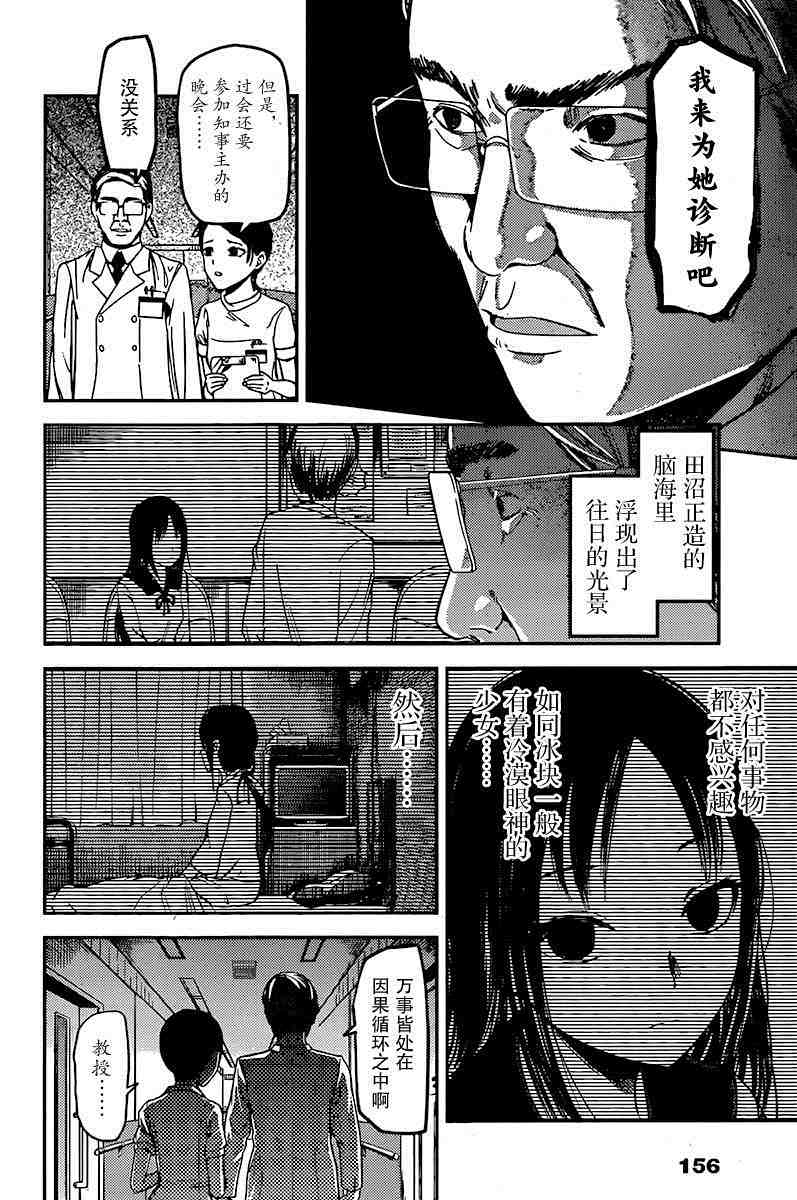 我来为她诊断吧
但是，
过会还要
参加知事主办的
晚会……
没关系
田沼正造的
脑海里
浮现出了
往日的光景
对任何事物
都不感兴趣
如同冰块一般
有着冷漠眼神的
少女……
然后………
万事皆处在
因果循环之中啊
教授…
156